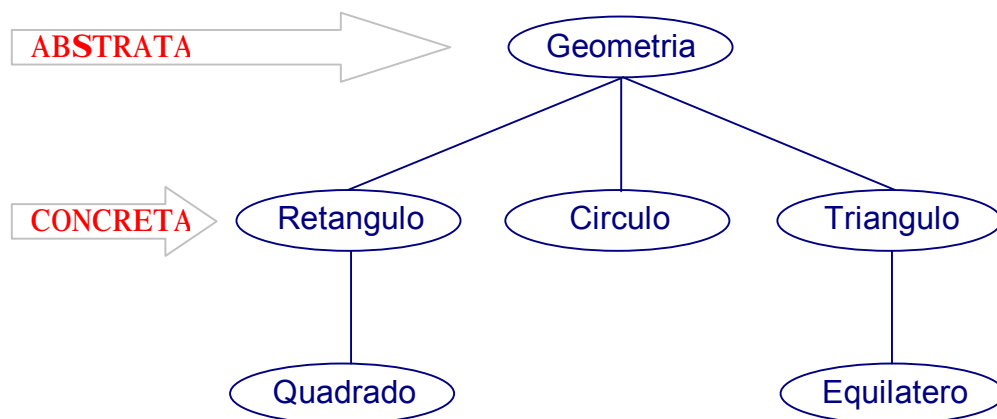 ABSTRATA Geometria
CONCRETA Retangulo Circulo Triangulo
Quadrado Equilatero